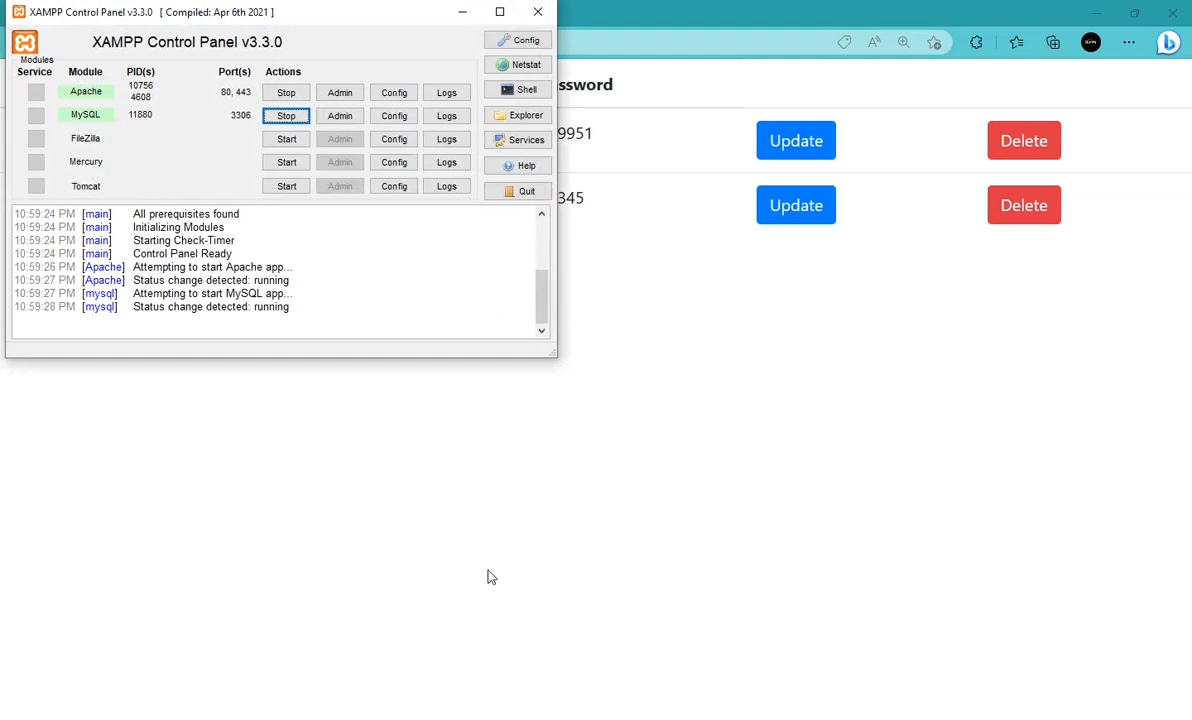 XAMPP Control Panel v3.3.0 [ Compiled: Apr 6th 2021 ]
XAMPP Control Panel v3.3.0
Config
Modules
Service Module PID(s) Port(s) Actions
Netstat
Apache 10756 4608 80, 443 Stop Admin Config Logs
Shell
MySQL 11880 3306 Stop Admin Config Logs
Explorer
FileZilla Start Admin Config Logs
Services
Mercury Start Admin Config Logs
Help
Tomcat Start Admin Config Logs
Quit
10:59:24 PM [main] All prerequisites found
10:59:24 PM [main] Initializing Modules
10:59:24 PM [main] Starting Check-Timer
10:59:24 PM [main] Control Panel Ready
10:59:26 PM [Apache] Attempting to start Apache app...
10:59:27 PM [Apache] Status change detected: running
10:59:27 PM [mysql] Attempting to start MySQL app...
10:59:28 PM [mysql] Status change detected: running
ssword
9951 Update Delete
345 Update Delete